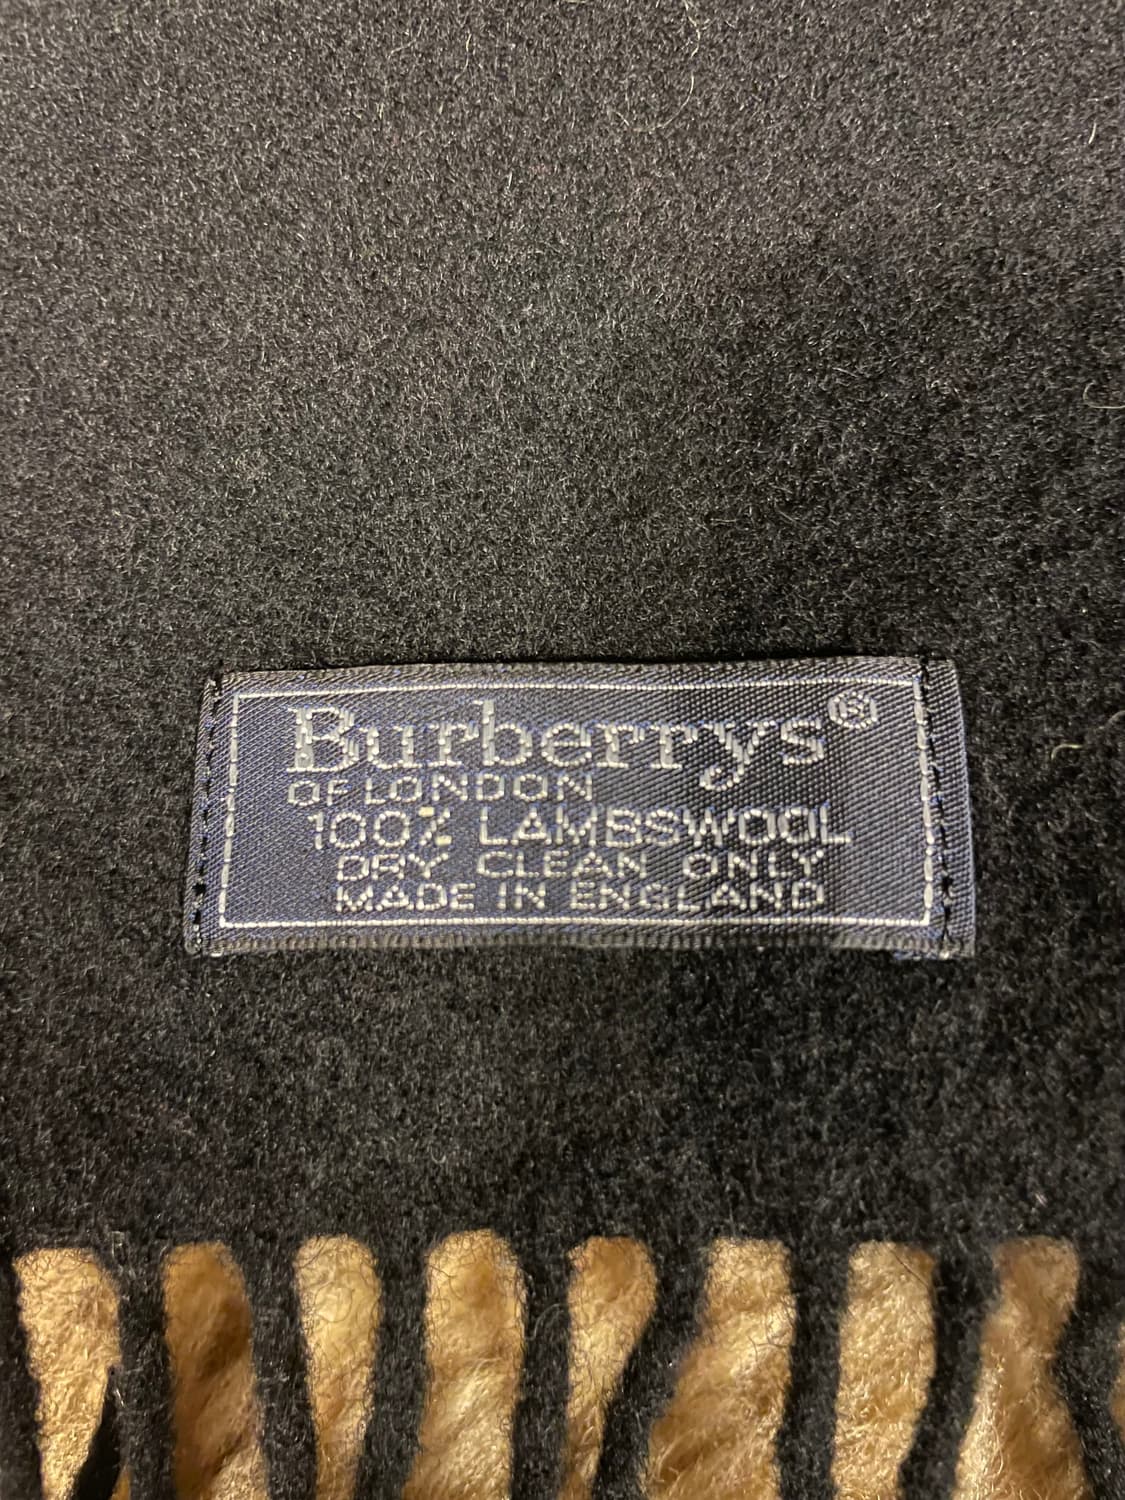 Burberrys®
OF LONDON
100% LAMBSWOOL
DRY CLEAN ONLY
MADE IN ENGLAND